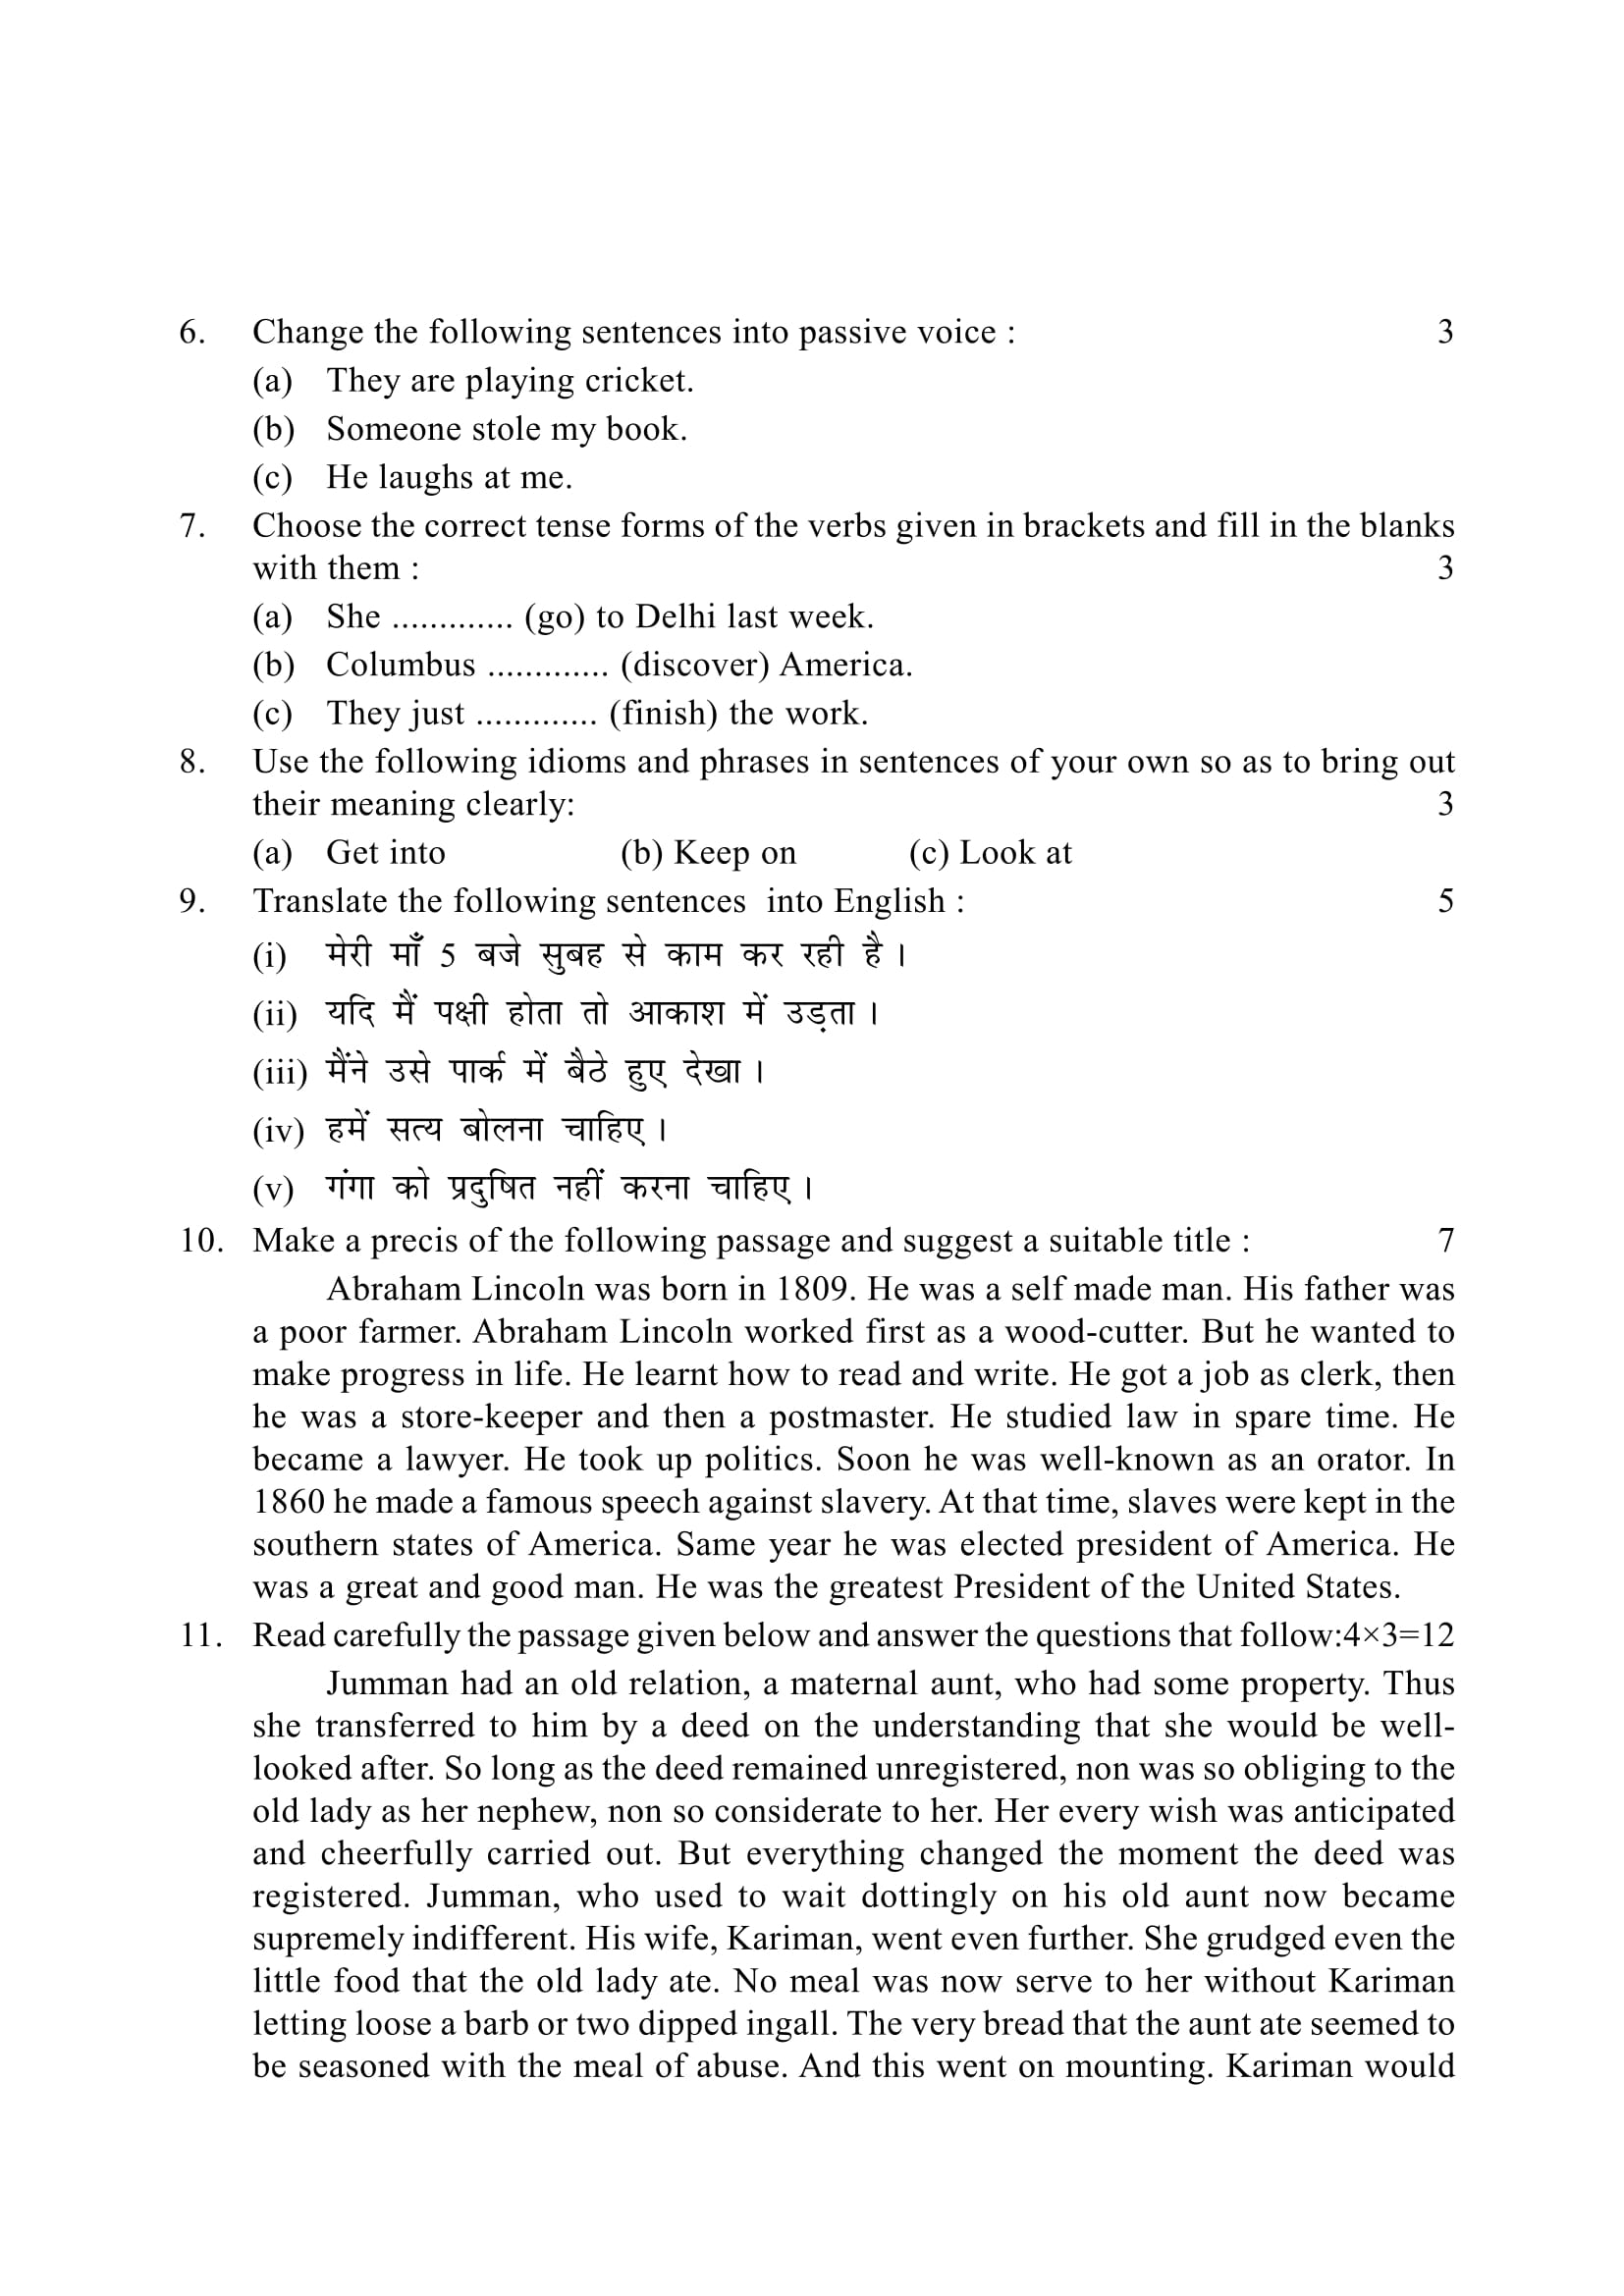 6. Change the following sentences into passive voice : 3
(a) They are playing cricket.
(b) Someone stole my book.
(c) He laughs at me.
7. Choose the correct tense forms of the verbs given in brackets and fill in the blanks
with them : 3
(a) She ............. (go) to Delhi last week.
(b) Columbus ............. (discover) America.
(c) They just ............. (finish) the work.
8. Use the following idioms and phrases in sentences of your own so as to bring out
their meaning clearly: 3
(a) Get into (b) Keep on (c) Look at
9. Translate the following sentences into English : 5
(i) मेरी माँ 5 बजे सुबह से काम कर रही है ।
(ii) यदि मैं पक्षी होता तो आकाश में उड़ता ।
(iii) मैंने उसे पार्क में बैठे हुए देखा ।
(iv) हमें सत्य बोलना चाहिए ।
(v) गंगा को प्रदुषित नहीं करना चाहिए ।
10. Make a precis of the following passage and suggest a suitable title : 7
Abraham Lincoln was born in 1809. He was a self made man. His father was
a poor farmer. Abraham Lincoln worked first as a wood-cutter. But he wanted to
make progress in life. He learnt how to read and write. He got a job as clerk, then
he was a store-keeper and then a postmaster. He studied law in spare time. He
became a lawyer. He took up politics. Soon he was well-known as an orator. In
1860 he made a famous speech against slavery. At that time, slaves were kept in the
southern states of America. Same year he was elected president of America. He
was a great and good man. He was the greatest President of the United States.
11. Read carefully the passage given below and answer the questions that follow:4×3=12
Jumman had an old relation, a maternal aunt, who had some property. Thus
she transferred to him by a deed on the understanding that she would be well-
looked after. So long as the deed remained unregistered, non was so obliging to the
old lady as her nephew, non so considerate to her. Her every wish was anticipated
and cheerfully carried out. But everything changed the moment the deed was
registered. Jumman, who used to wait dottingly on his old aunt now became
supremely indifferent. His wife, Kariman, went even further. She grudged even the
little food that the old lady ate. No meal was now serve to her without Kariman
letting loose a barb or two dipped ingall. The very bread that the aunt ate seemed to
be seasoned with the meal of abuse. And this went on mounting. Kariman would